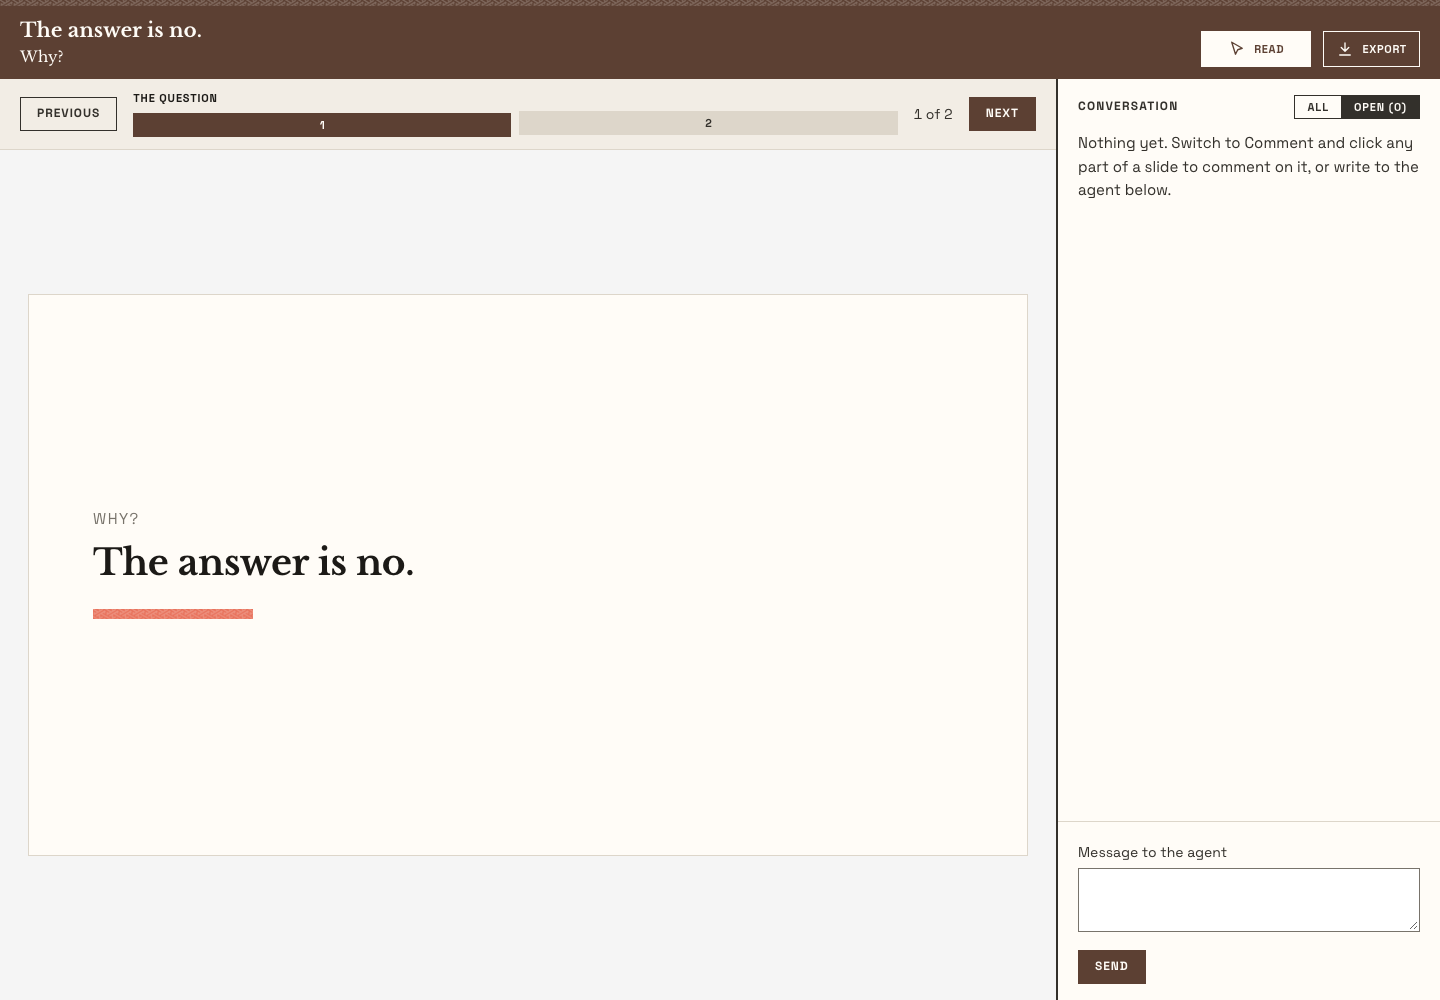 The answer is no.
Why?
READ
EXPORT
PREVIOUS
THE QUESTION
1
2
1 of 2
NEXT
WHY?
The answer is no.
CONVERSATION
ALL
OPEN (0)
Nothing yet. Switch to Comment and click any
part of a slide to comment on it, or write to the
agent below.
Message to the agent
SEND